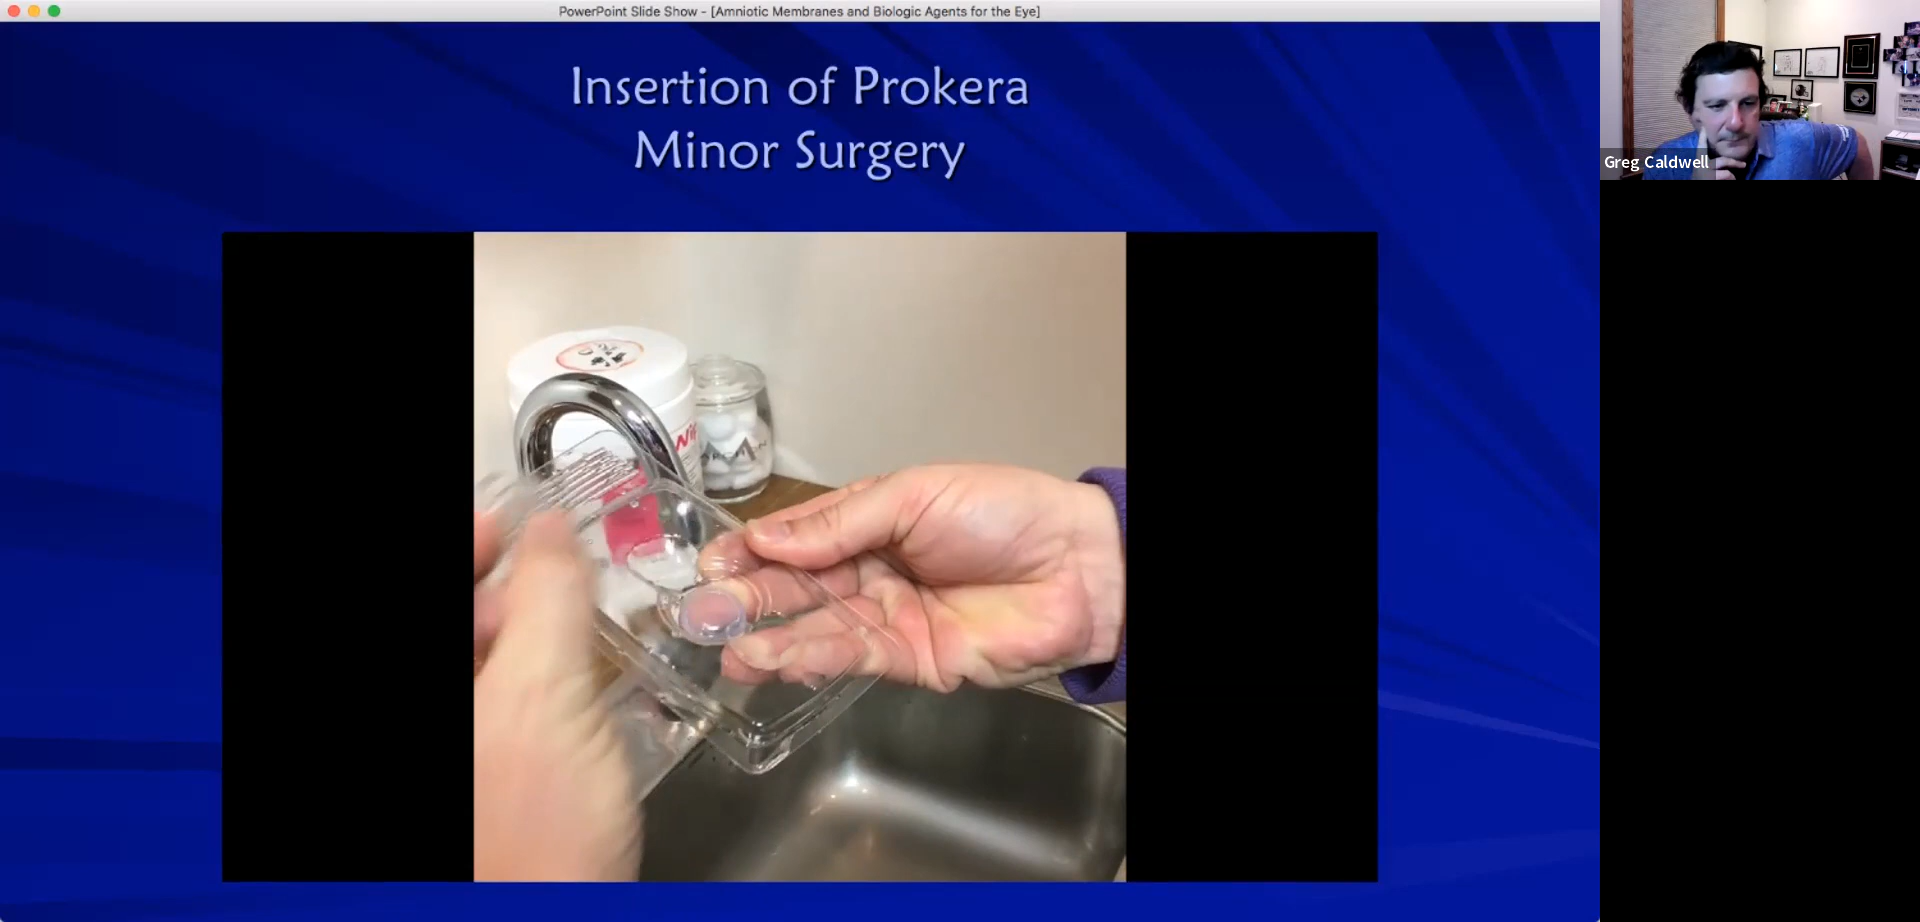 PowerPoint Slide Show - [Amniotic Membranes and Biologic Agents for the Eye]
Insertion of Prokera
Minor Surgery
Greg Caldwell